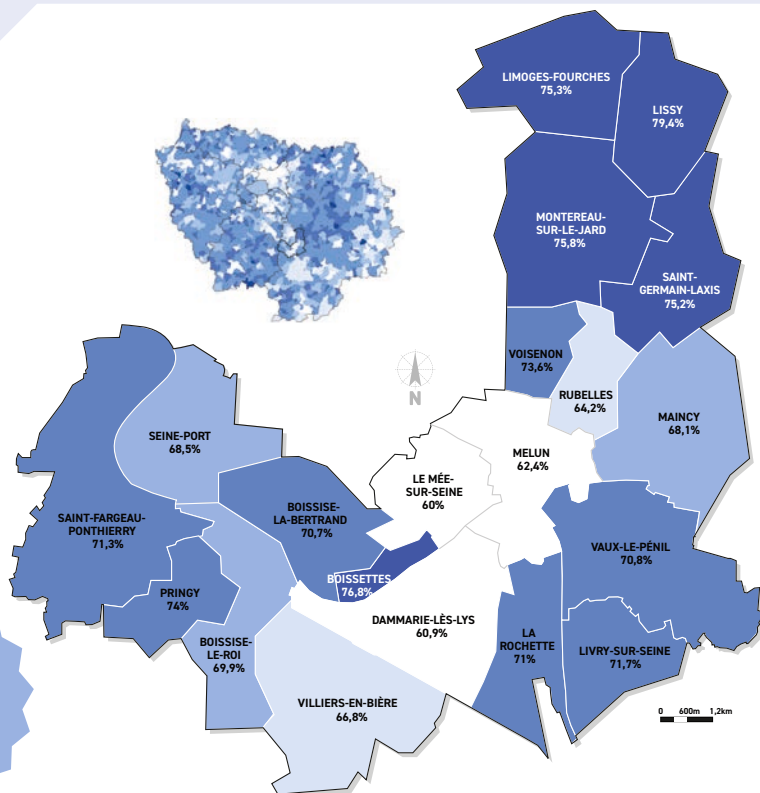 LIMOGES-FOURCHES
75,3%
LISSY
79,4%
MONTEREAU-
SUR-LE-JARD
75,8%
SAINT-
GERMAIN-LAXIS
75,2%
VOISENON
73,6%
RUBELLES
64,2%
MAINCY
68,1%
N
SEINE-PORT
68,5%
MELUN
62,4%
LE MÉE-
SUR-SEINE
60%
SAINT-FARGEAU-
PONTHIERRY
71,3%
BOISSISE-
LA-BERTRAND
70,7%
VAUX-LE-PÉNIL
70,8%
BOISSETTES
76,8%
PRINGY
74%
DAMMARIE-LÈS-LYS
60,9%
BOISSISE-
LE-ROI
69,9%
LA
ROCHETTE
71%
LIVRY-SUR-SEINE
71,7%
VILLIERS-EN-BIÈRE
66,8%
0 600m 1,2km